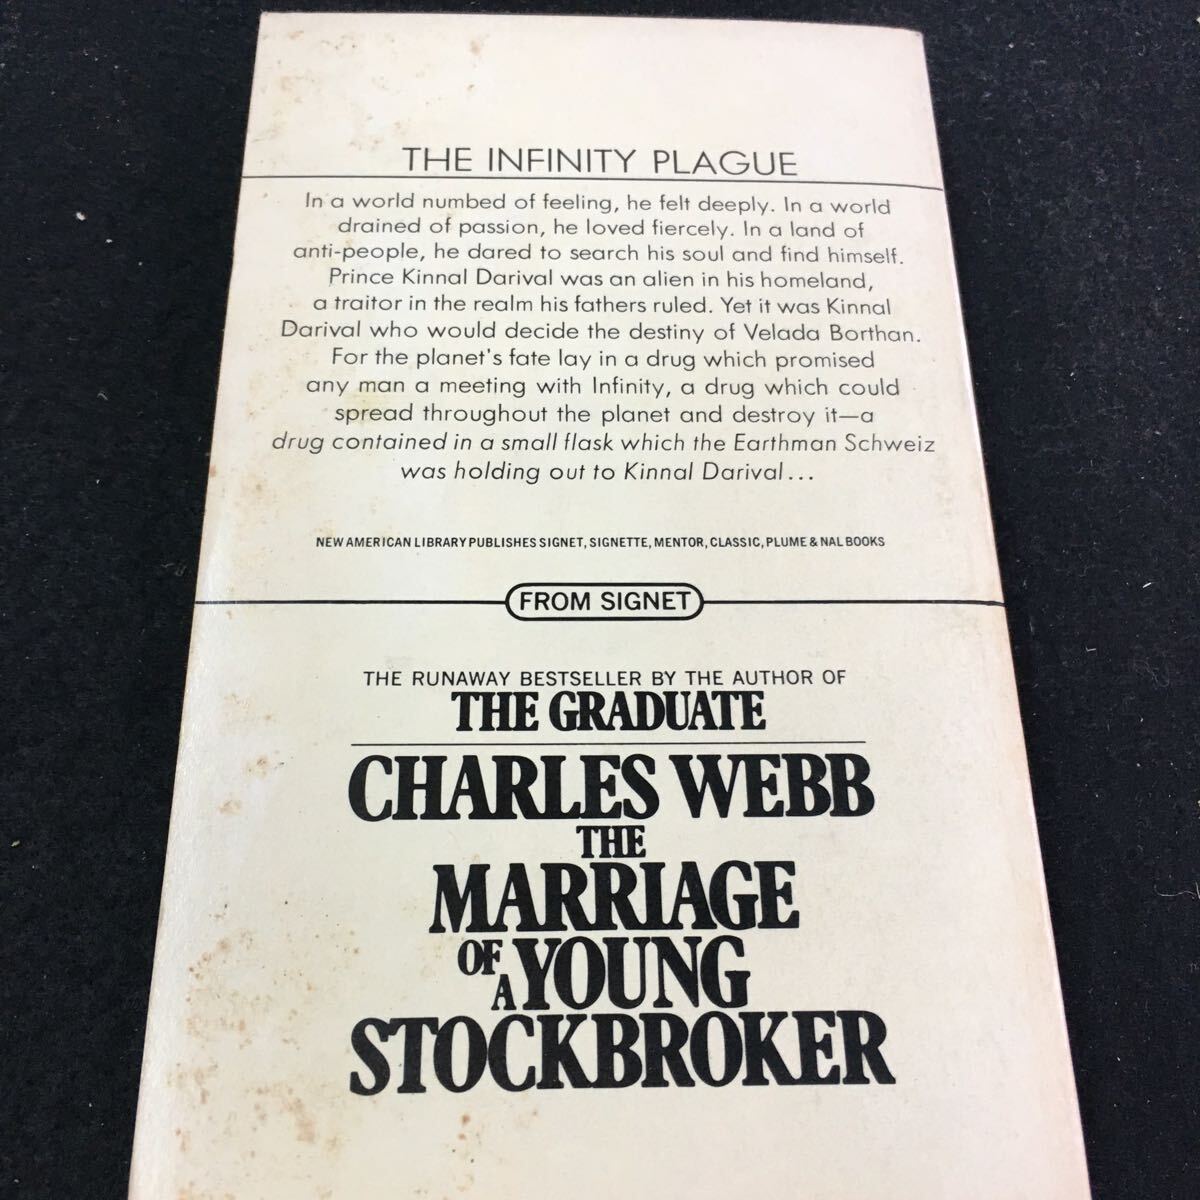 THE INFINITY PLAGUE
In a world numbed of feeling, he felt deeply. In a world
drained of passion, he loved fiercely. In a land of
anti-people, he dared to search his soul and find himself.
Prince Kinnal Darival was an alien in his homeland,
a traitor in the realm his fathers ruled. Yet it was Kinnal
Darival who would decide the destiny of Velada Borthan.
For the planet's fate lay in a drug which promised
any man a meeting with Infinity, a drug which could
spread throughout the planet and destroy it—a
drug contained in a small flask which the Earthman Schweiz
was holding out to Kinnal Darival...
NEW AMERICAN LIBRARY PUBLISHES SIGNET, SIGNETTE, MENTOR, CLASSIC, PLUME & NAL BOOKS
FROM SIGNET
THE RUNAWAY BESTSELLER BY THE AUTHOR OF
THE GRADUATE
CHARLES WEBB
THE
MARRIAGE
OF A YOUNG
STOCKBROKER